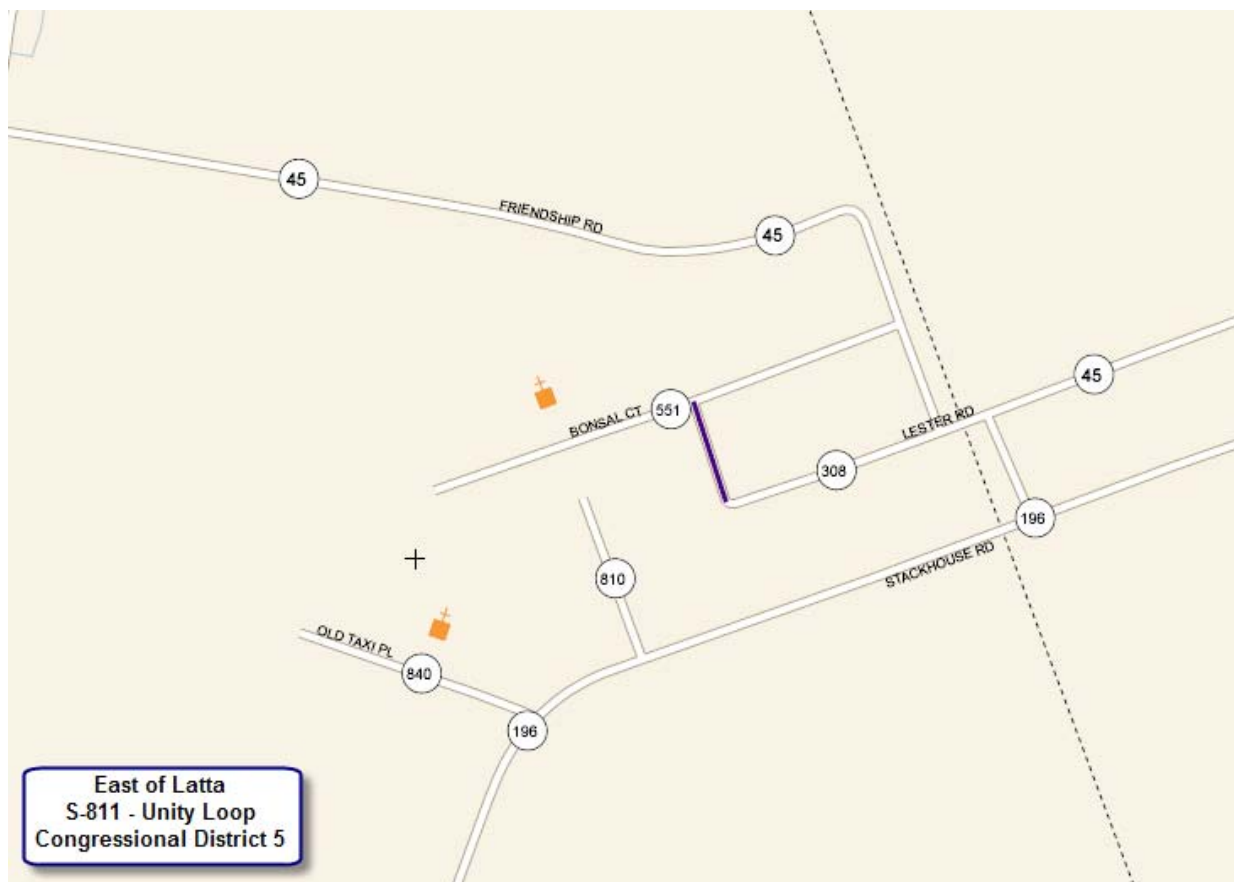 45
FRIENDSHIP RD
45
45
BONSAL CT
551
LESTER RD
308
196
STACKHOUSE RD
810
OLD TAXI PL
840
196
East of Latta
S-811 - Unity Loop
Congressional District 5